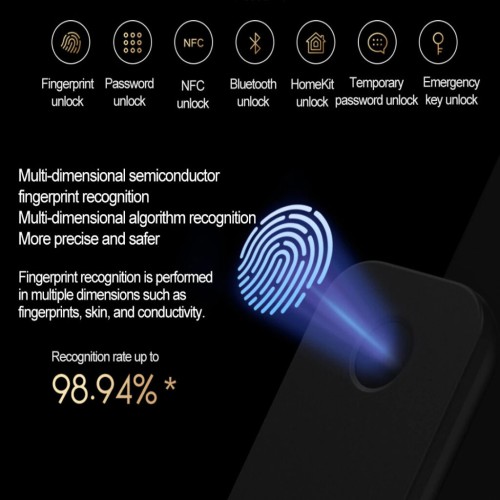 NFC
Fingerprint unlock
Password unlock
NFC unlock
Bluetooth unlock
HomeKit unlock
Temporary password unlock
Emergency key unlock
Multi-dimensional semiconductor
fingerprint recognition
Multi-dimensional algorithm recognition
More precise and safer
Fingerprint recognition is performed
in multiple dimensions such as
fingerprints, skin, and conductivity.
Recognition rate up to
98.94% *